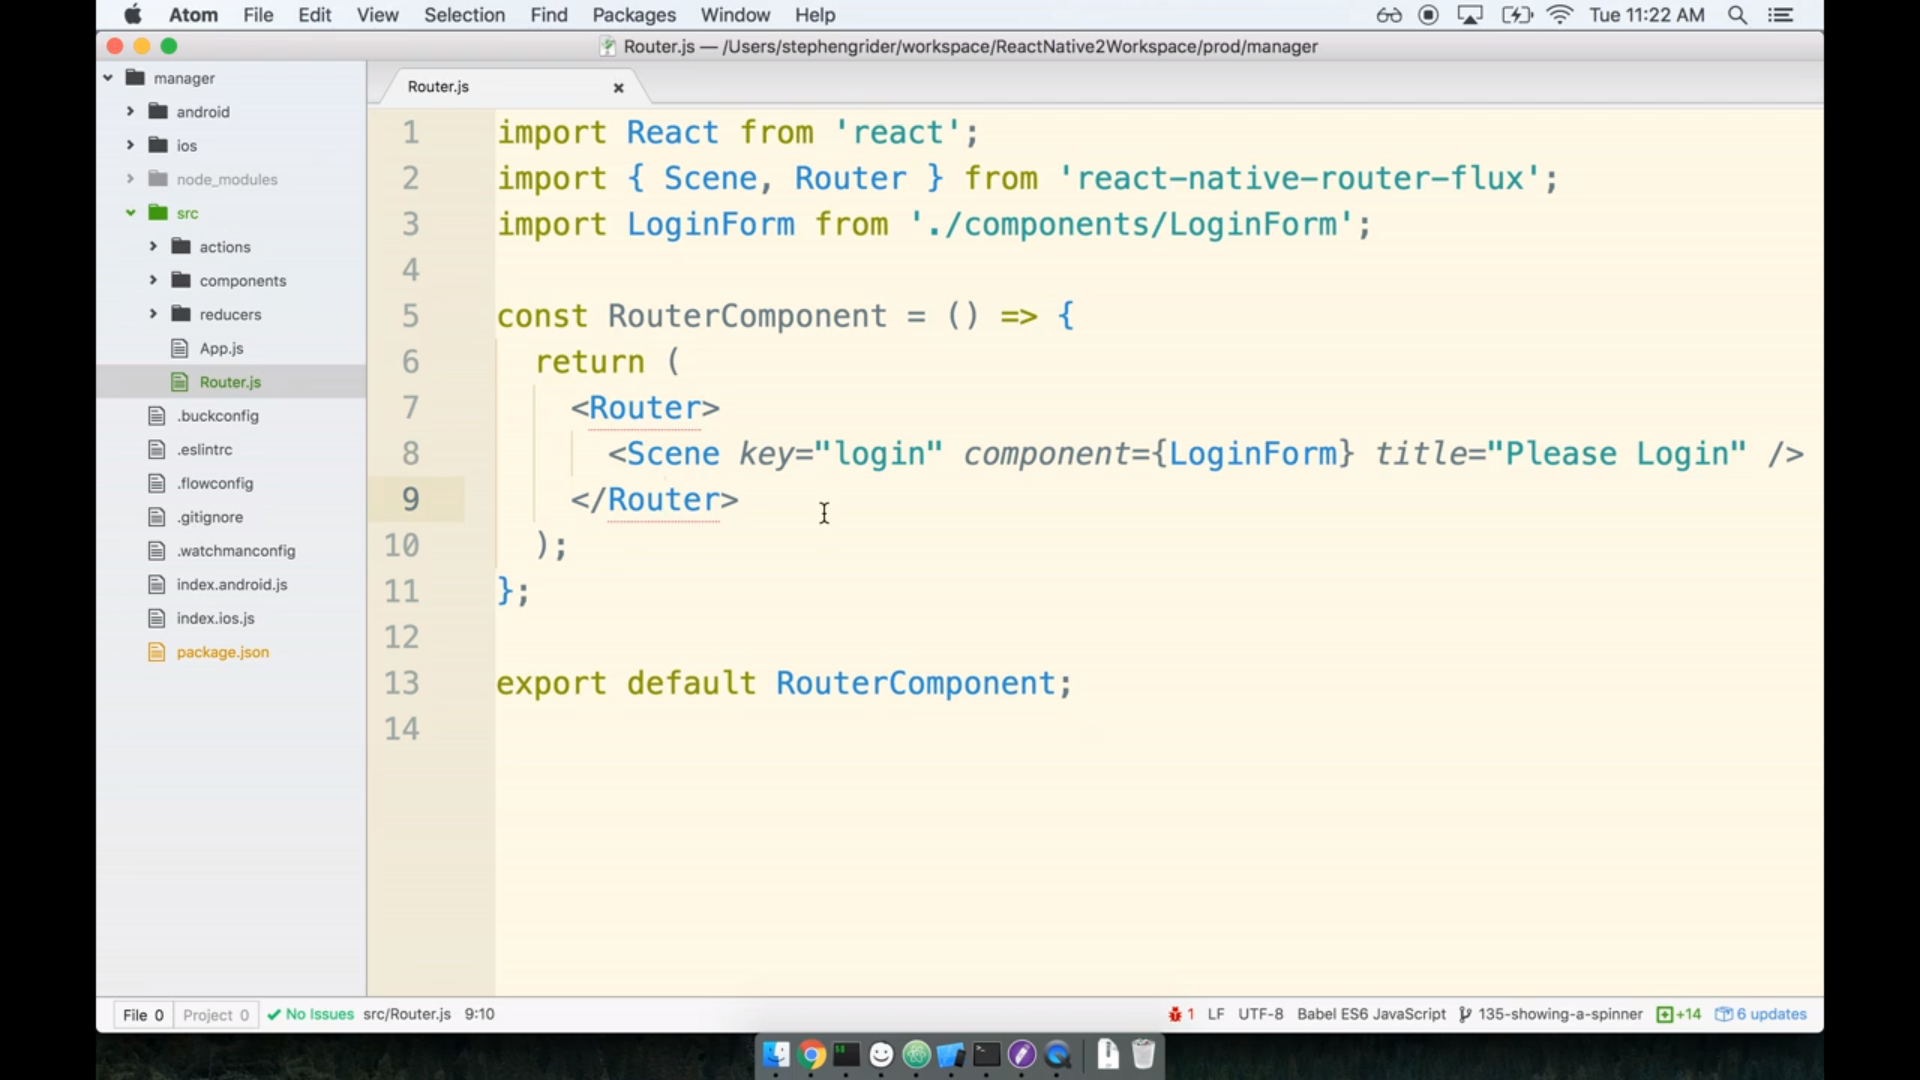 Atom File Edit View Selection Find Packages Window Help Tue 11:22 AM
Router.js — /Users/stephengrider/workspace/ReactNative2Workspace/prod/manager
manager
android
ios
node_modules
src
actions
components
reducers
App.js
Router.js
.buckconfig
.eslintrc
.flowconfig
.gitignore
.watchmanconfig
index.android.js
index.ios.js
package.json
Router.js
1 import React from 'react';
2 import { Scene, Router } from 'react-native-router-flux';
3 import LoginForm from './components/LoginForm';
4
5 const RouterComponent = () => {
6 return (
7 <Router>
8 <Scene key="login" component={LoginForm} title="Please Login" />
9 </Router>
10 );
11 };
12
13 export default RouterComponent;
14
File 0 Project 0 No Issues src/Router.js 9:10 1 LF UTF-8 Babel ES6 JavaScript 135-showing-a-spinner +14 6 updates